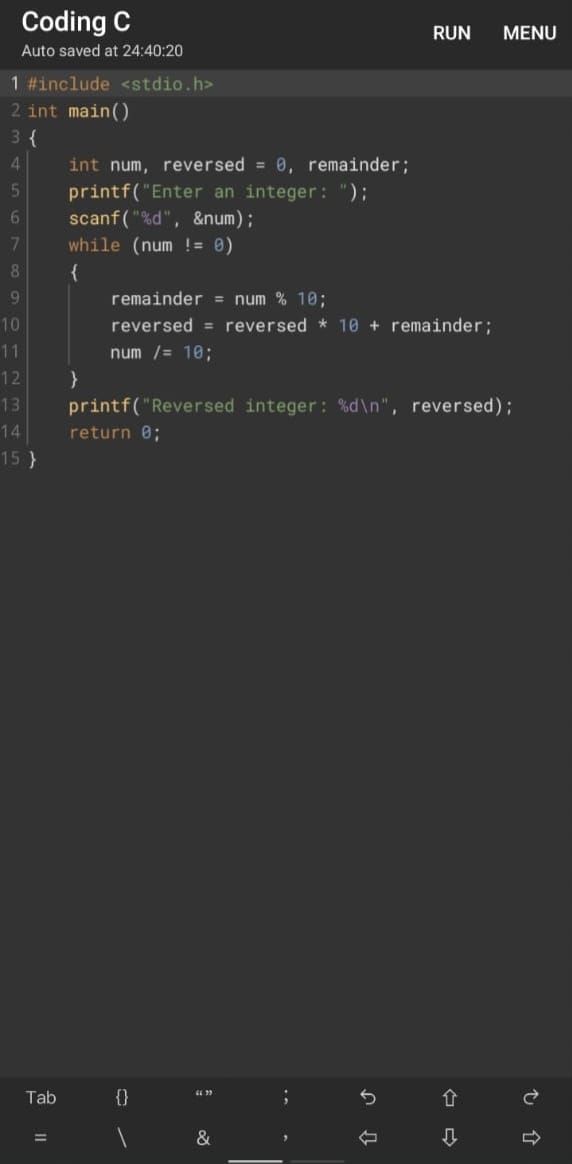 Coding C
RUN MENU
Auto saved at 24:40:20
1 #include <stdio.h>
2 int main()
3 {
4     int num, reversed = 0, remainder;
5     printf("Enter an integer: ");
6     scanf("%d", &num);
7     while (num != 0)
8     {
9         remainder = num % 10;
10         reversed = reversed * 10 + remainder;
11         num /= 10;
12     }
13     printf("Reversed integer: %d\n", reversed);
14     return 0;
15 }
Tab {} “” ;
= \ & ,